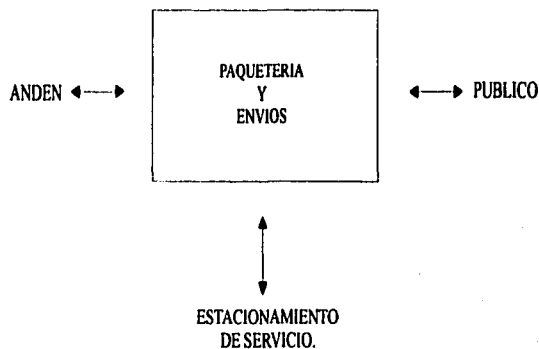 PAQUETERIA
Y
ENVIOS
ANDEN
PUBLICO
ESTACIONAMIENTO
DE SERVICIO.